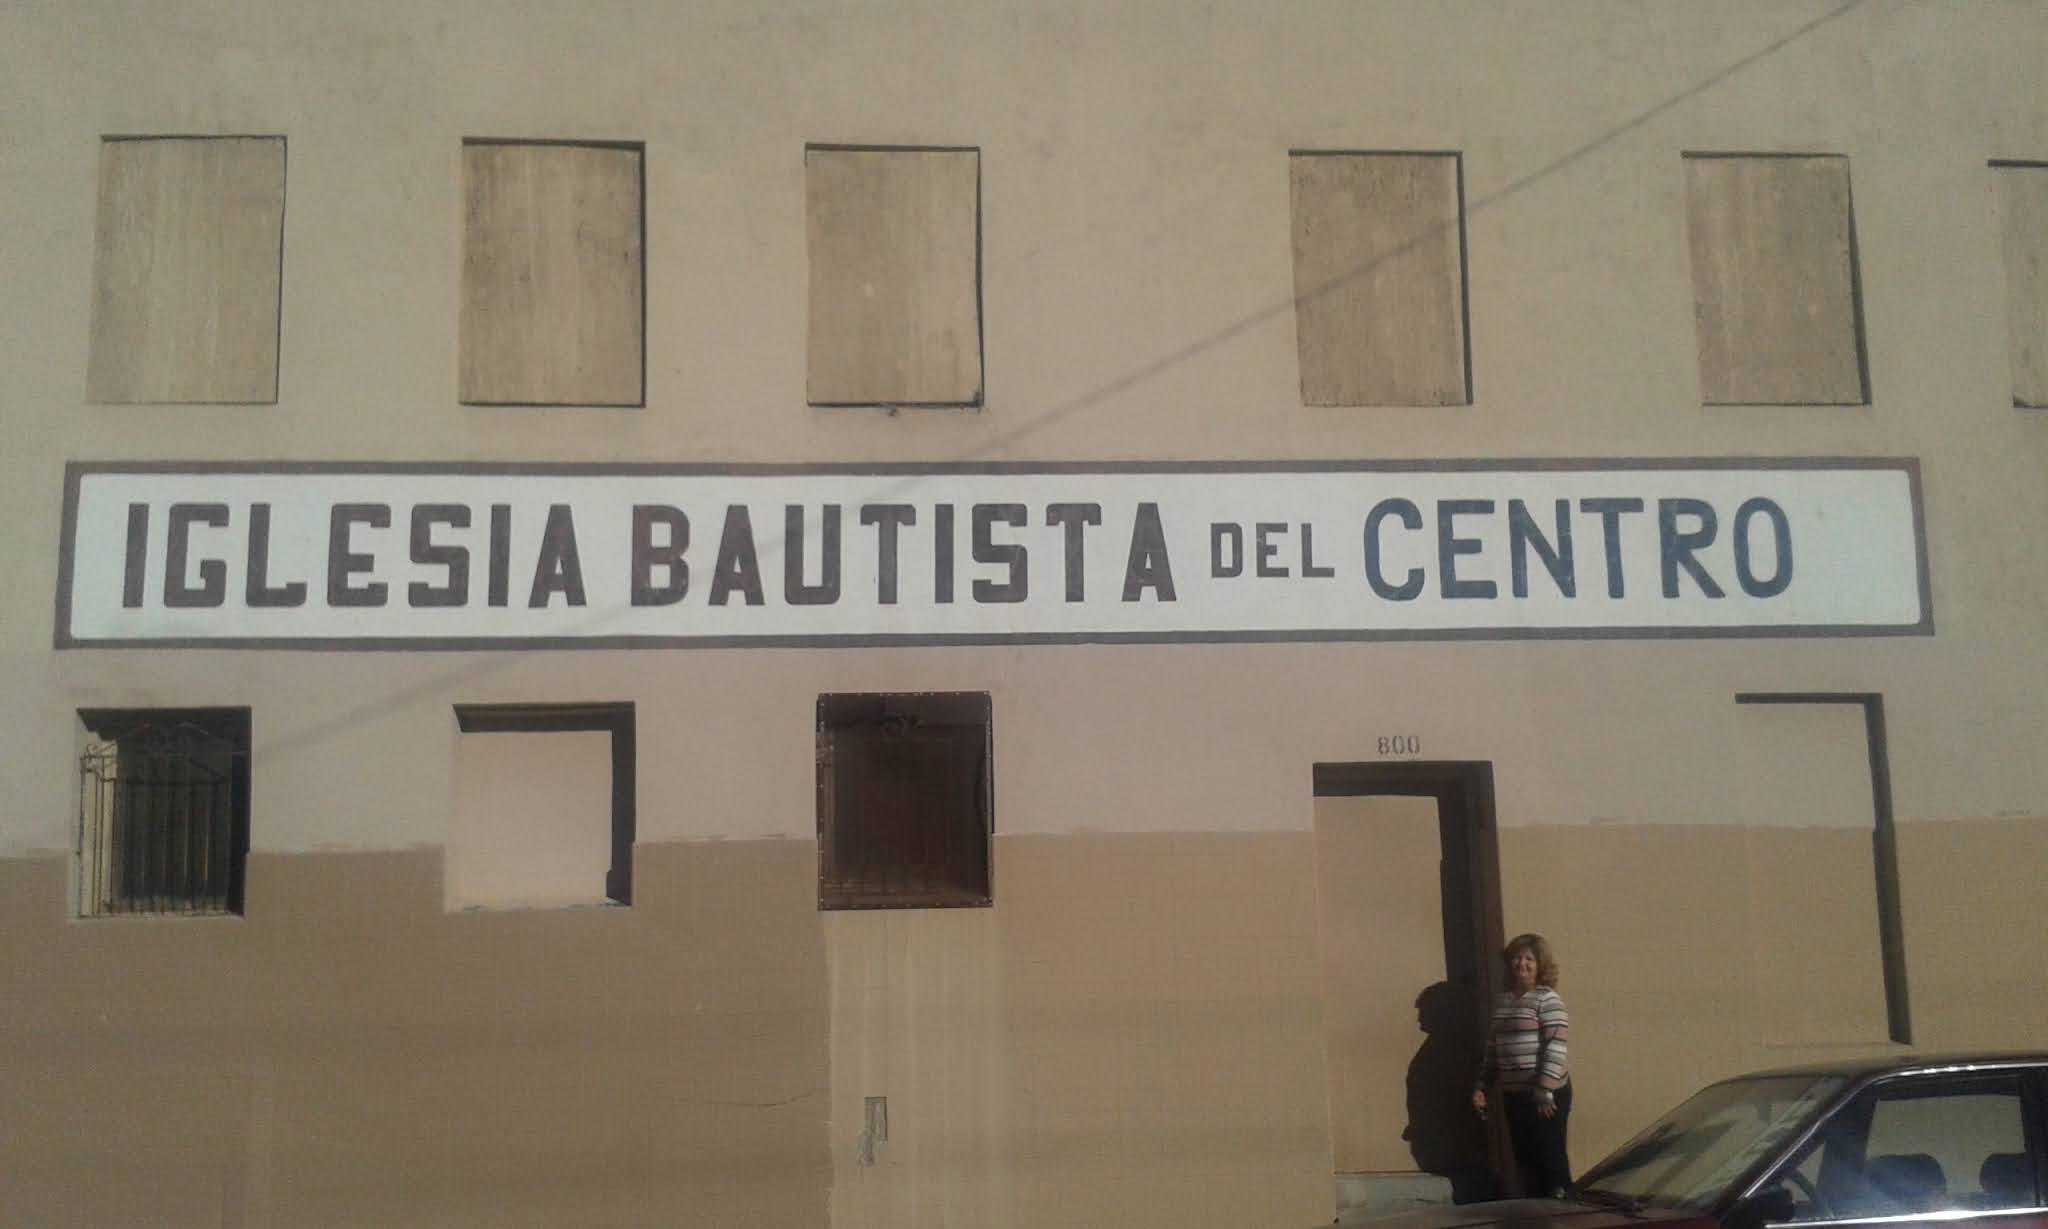 IGLESIA BAUTISTA DEL CENTRO
800